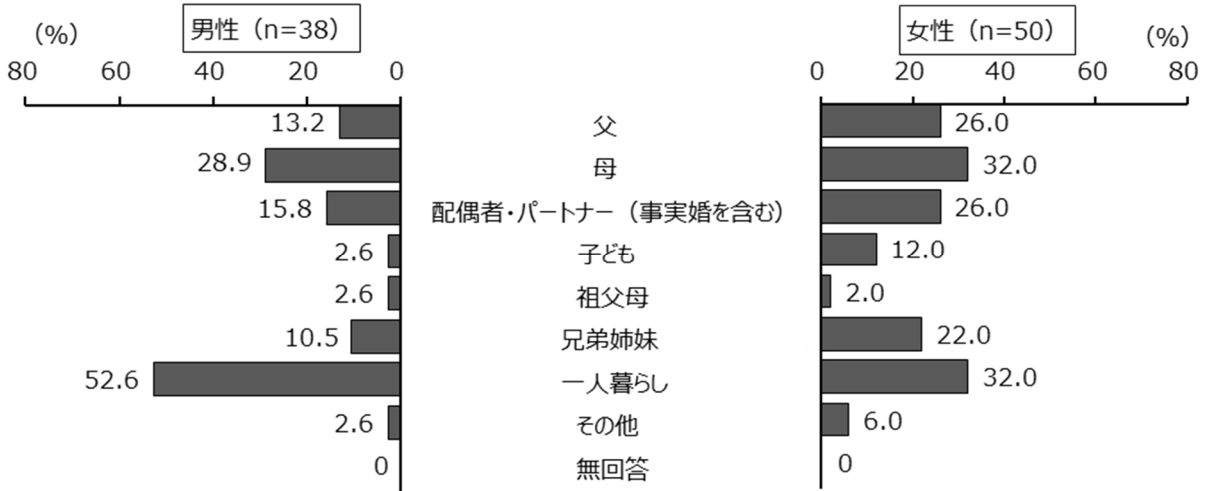 男性（n=38）
女性（n=50）
（%）
（%）
80 60 40 20 0
0 20 40 60 80
13.2 父 26.0
28.9 母 32.0
15.8 配偶者・パートナー（事実婚を含む） 26.0
2.6 子ども 12.0
2.6 祖父母 2.0
10.5 兄弟姉妹 22.0
52.6 一人暮らし 32.0
2.6 その他 6.0
0 無回答 0